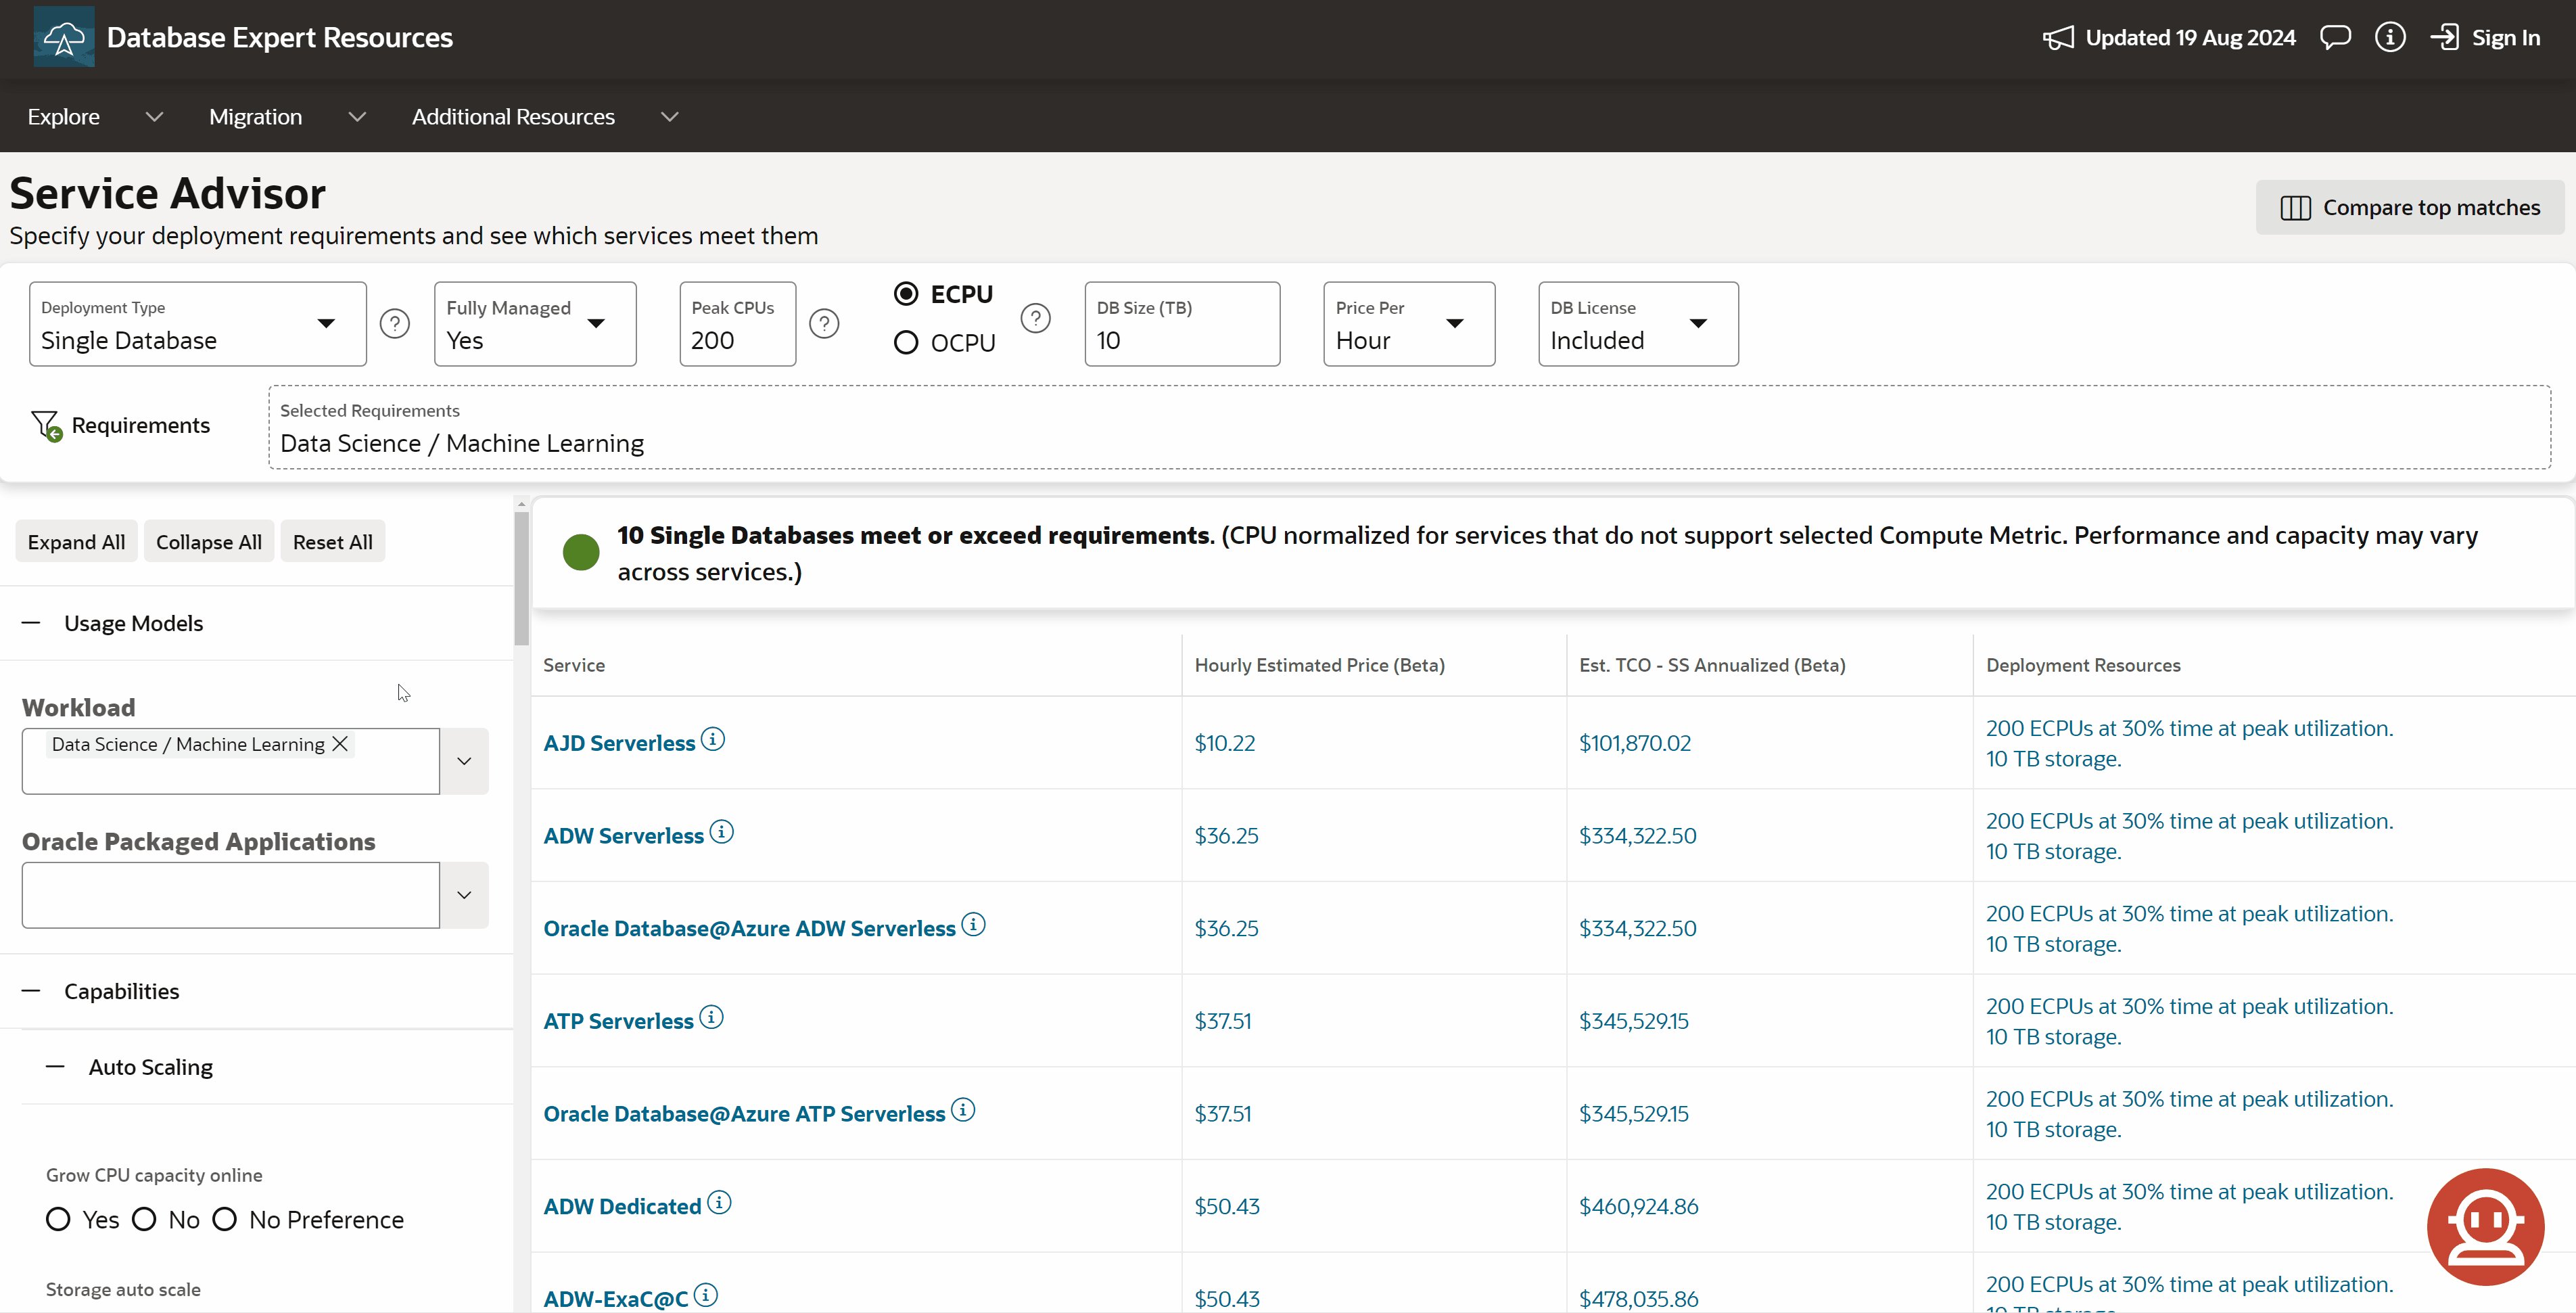 Database Expert Resources
Updated 19 Aug 2024
Sign In
Explore
Migration
Additional Resources
Service Advisor
Specify your deployment requirements and see which services meet them
Compare top matches
Deployment Type
Single Database
Fully Managed
Yes
Peak CPUs
200
ECPU
OCPU
DB Size (TB)
10
Price Per
Hour
DB License
Included
Requirements
Selected Requirements
Data Science / Machine Learning
Expand All
Collapse All
Reset All
Usage Models
Workload
Data Science / Machine Learning
Oracle Packaged Applications
Capabilities
Auto Scaling
Grow CPU capacity online
Yes
No
No Preference
Storage auto scale
10 Single Databases meet or exceed requirements. (CPU normalized for services that do not support selected Compute Metric. Performance and capacity may vary
across services.)
Service
Hourly Estimated Price (Beta)
Est. TCO - SS Annualized (Beta)
Deployment Resources
AJD Serverless
$10.22
$101,870.02
200 ECPUs at 30% time at peak utilization.
10 TB storage.
ADW Serverless
$36.25
$334,322.50
200 ECPUs at 30% time at peak utilization.
10 TB storage.
Oracle Database@Azure ADW Serverless
$36.25
$334,322.50
200 ECPUs at 30% time at peak utilization.
10 TB storage.
ATP Serverless
$37.51
$345,529.15
200 ECPUs at 30% time at peak utilization.
10 TB storage.
Oracle Database@Azure ATP Serverless
$37.51
$345,529.15
200 ECPUs at 30% time at peak utilization.
10 TB storage.
ADW Dedicated
$50.43
$460,924.86
200 ECPUs at 30% time at peak utilization.
10 TB storage.
ADW-ExaC@C
$50.43
$478,035.86
200 ECPUs at 30% time at peak utilization.